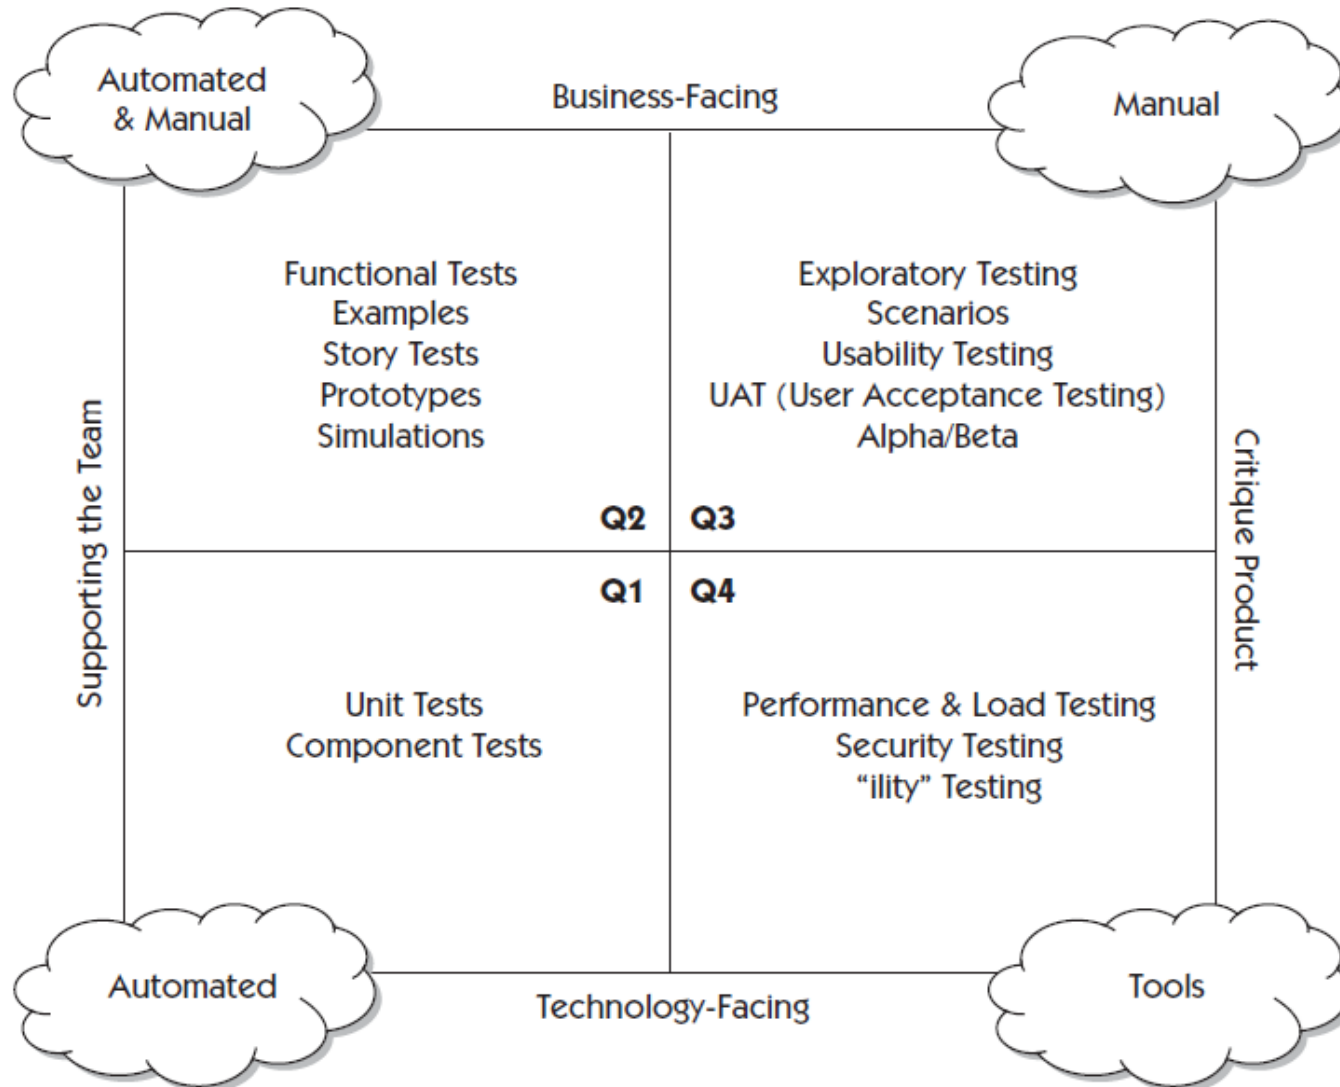 Automated
& Manual
Business-Facing
Manual
Functional Tests
Examples
Story Tests
Prototypes
Simulations
Exploratory Testing
Scenarios
Usability Testing
UAT (User Acceptance Testing)
Alpha/Beta
Supporting the Team
Critique Product
Q2
Q3
Q1
Q4
Unit Tests
Component Tests
Performance & Load Testing
Security Testing
“ility” Testing
Automated
Technology-Facing
Tools